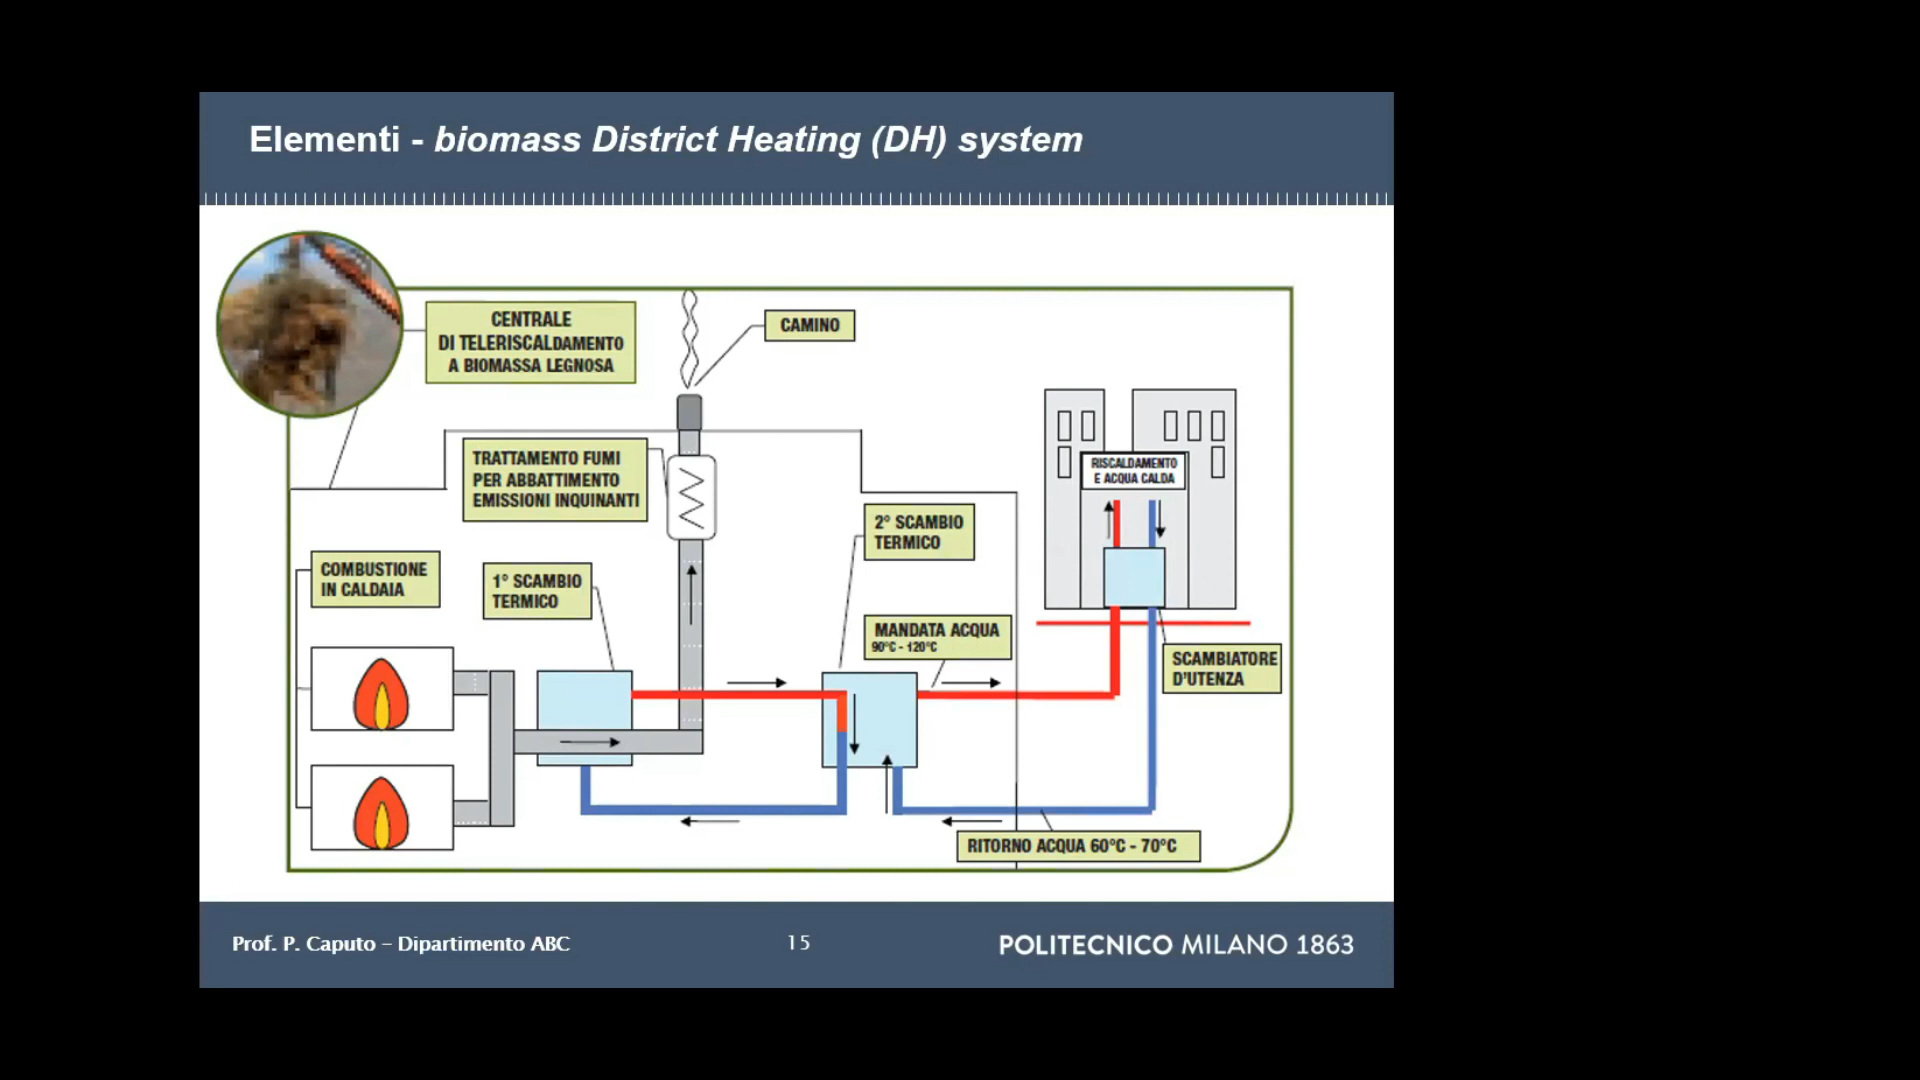 Elementi - biomass District Heating (DH) system
CENTRALE
DI TELERISCALDAMENTO
A BIOMASSA LEGNOSA
CAMINO
TRATTAMENTO FUMI
PER ABBATTIMENTO
EMISSIONI INQUINANTI
RISCALDAMENTO
E ACQUA CALDA
2° SCAMBIO
TERMICO
COMBUSTIONE
IN CALDAIA
1° SCAMBIO
TERMICO
MANDATA ACQUA
90°C - 120°C
SCAMBIATORE
D'UTENZA
RITORNO ACQUA 60°C - 70°C
Prof. P. Caputo – Dipartimento ABC
15
POLITECNICO MILANO 1863